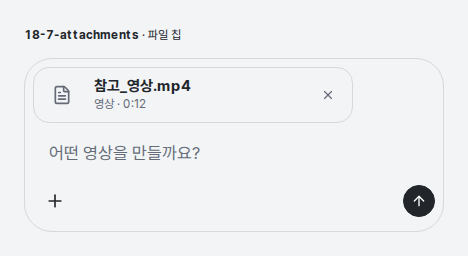 18-7-attachments · 파일 칩
참고_영상.mp4
영상 · 0:12
어떤 영상을 만들까요?